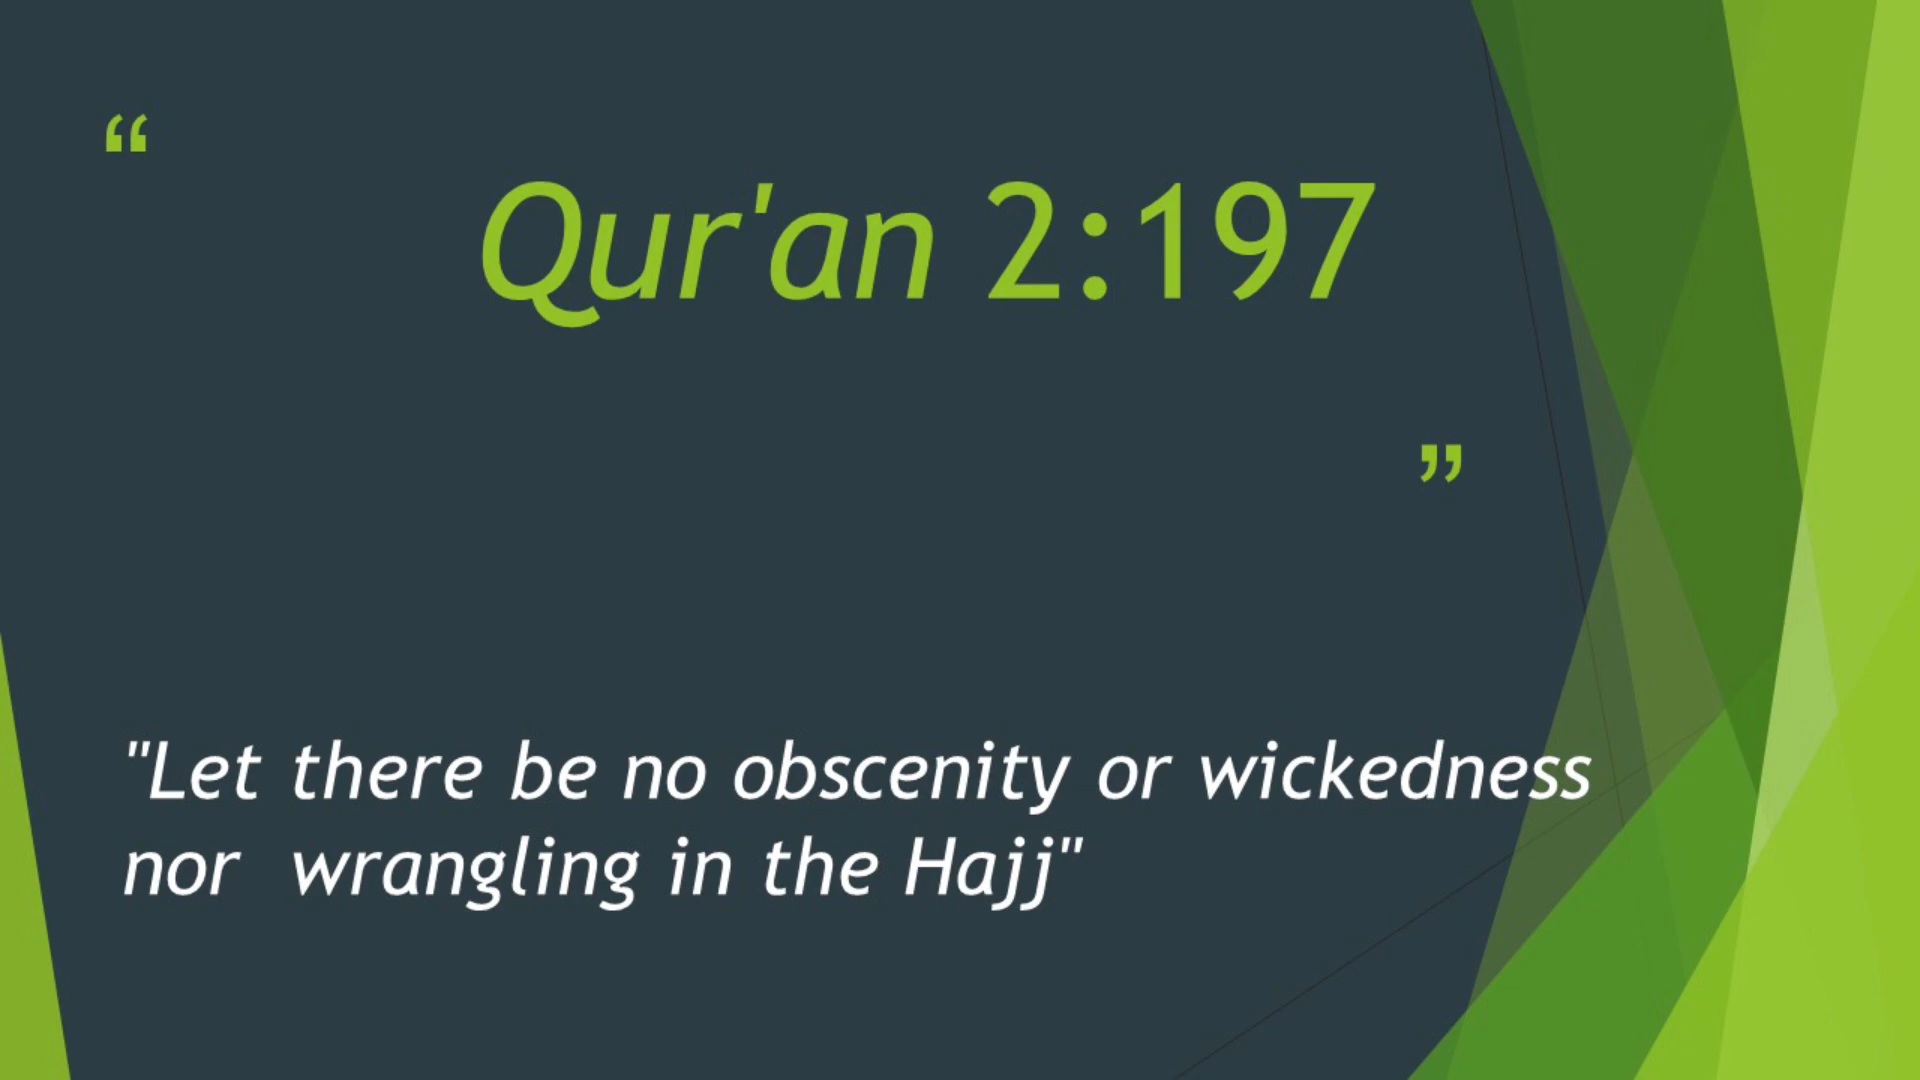 “
Qur'an 2:197
”
"Let there be no obscenity or wickedness
nor  wrangling in the Hajj"